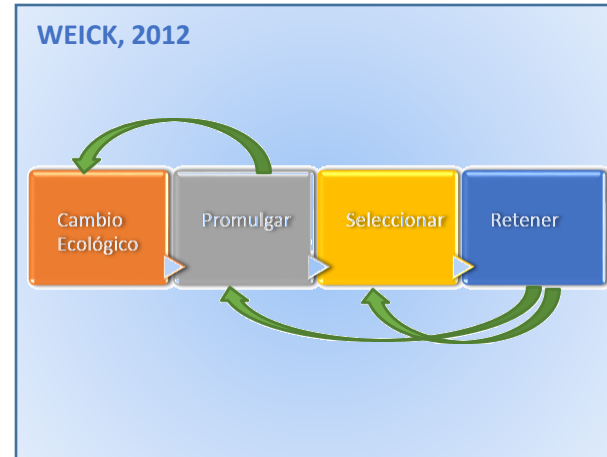 WEICK, 2012
Cambio
Ecológico
Promulgar
Seleccionar
Retener